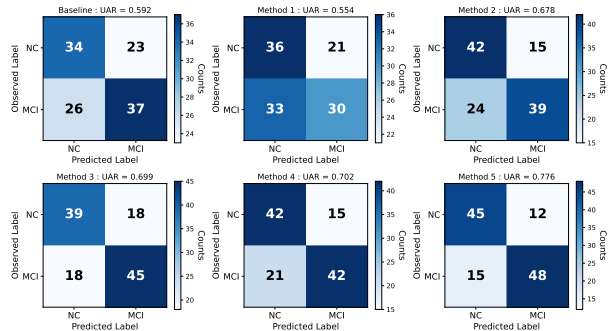 Baseline : UAR = 0.592
Observed Label
NC
MCI
34 23
26 37
NC MCI
Predicted Label
36
34
32
30
28
26
24
Counts
Method 1 : UAR = 0.554
Observed Label
NC
MCI
36 21
33 30
NC MCI
Predicted Label
36
34
32
30
28
26
24
22
Counts
Method 2 : UAR = 0.678
Observed Label
NC
MCI
42 15
24 39
NC MCI
Predicted Label
40
35
30
25
20
15
Counts
Method 3 : UAR = 0.699
Observed Label
NC
MCI
39 18
18 45
NC MCI
Predicted Label
45
40
35
30
25
20
Counts
Method 4 : UAR = 0.702
Observed Label
NC
MCI
42 15
21 42
NC MCI
Predicted Label
40
35
30
25
20
15
Counts
Method 5 : UAR = 0.776
Observed Label
NC
MCI
45 12
15 48
NC MCI
Predicted Label
45
40
35
30
25
20
15
Counts